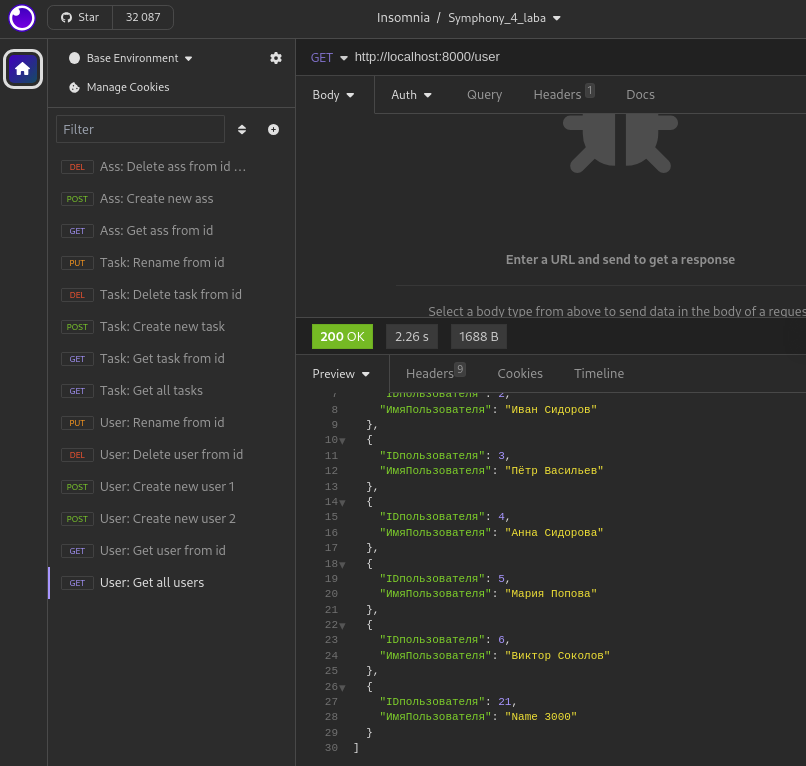 Star 32 087
Insomnia / Symphony_4_laba
Base Environment
Manage Cookies
Filter
DEL Ass: Delete ass from id ...
POST Ass: Create new ass
GET Ass: Get ass from id
PUT Task: Rename from id
DEL Task: Delete task from id
POST Task: Create new task
GET Task: Get task from id
GET Task: Get all tasks
PUT User: Rename from id
DEL User: Delete user from id
POST User: Create new user 1
POST User: Create new user 2
GET User: Get user from id
GET User: Get all users
GET http://localhost:8000/user
Body Auth Query Headers 1 Docs
Enter a URL and send to get a response
Select a body type from above to send data in the body of a reques
200 OK 2.26 s 1688 B
Preview Headers 9 Cookies Timeline
7 "IDпользователя": 2,
8 "ИмяПользователя": "Иван Сидоров"
9 },
10 {
11 "IDпользователя": 3,
12 "ИмяПользователя": "Пётр Васильев"
13 },
14 {
15 "IDпользователя": 4,
16 "ИмяПользователя": "Анна Сидорова"
17 },
18 {
19 "IDпользователя": 5,
20 "ИмяПользователя": "Мария Попова"
21 },
22 {
23 "IDпользователя": 6,
24 "ИмяПользователя": "Виктор Соколов"
25 },
26 {
27 "IDпользователя": 21,
28 "ИмяПользователя": "Name 3000"
29 }
30 ]